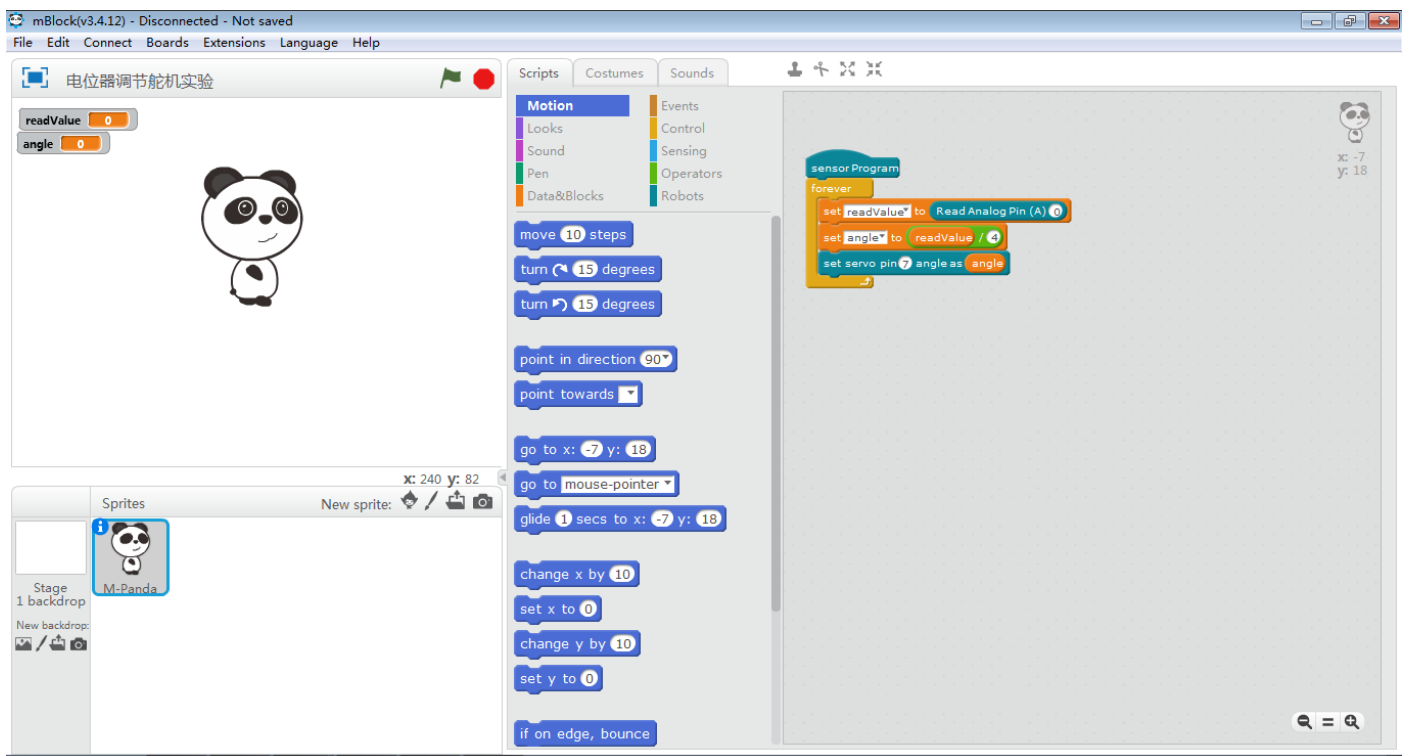 mBlock(v3.4.12) - Disconnected - Not saved
File Edit Connect Boards Extensions Language Help
电位器调节舵机实验
readValue 0
angle 0
x: 240 y: 82
Sprites New sprite:
Stage
1 backdrop
New backdrop:
M-Panda
Scripts Costumes Sounds
Motion Events
Looks Control
Sound Sensing
Pen Operators
Data&Blocks Robots
move 10 steps
turn 15 degrees
turn 15 degrees
point in direction 90
point towards
go to x: -7 y: 18
go to mouse-pointer
glide 1 secs to x: -7 y: 18
change x by 10
set x to 0
change y by 10
set y to 0
if on edge, bounce
sensor Program
forever
set readValue to Read Analog Pin (A) 0
set angle to readValue / 4
set servo pin 7 angle as angle
x: -7
y: 18